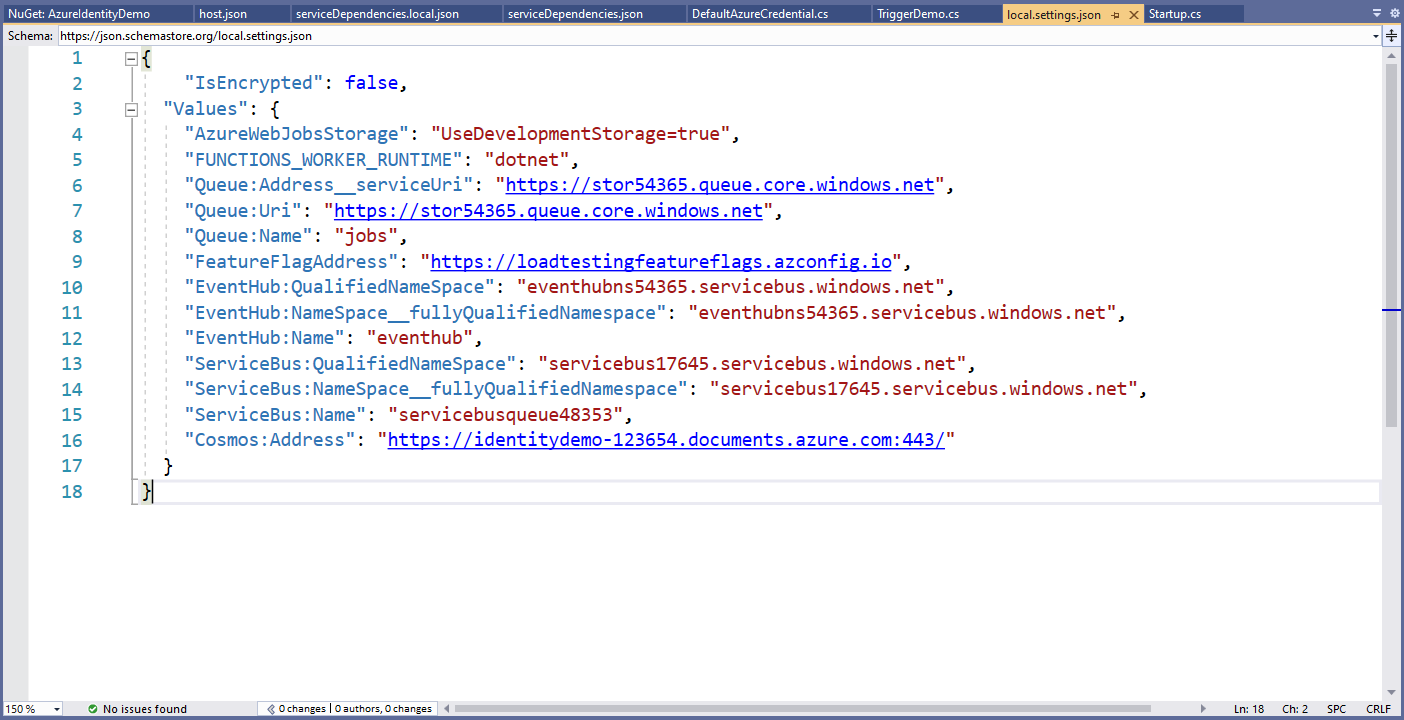 NuGet: AzureIdentityDemo host.json serviceDependencies.local.json serviceDependencies.json DefaultAzureCredential.cs TriggerDemo.cs local.settings.json Startup.cs
Schema: https://json.schemastore.org/local.settings.json
1 {
2 "IsEncrypted": false,
3 "Values": {
4 "AzureWebJobsStorage": "UseDevelopmentStorage=true",
5 "FUNCTIONS_WORKER_RUNTIME": "dotnet",
6 "Queue:Address__serviceUri": "https://stor54365.queue.core.windows.net",
7 "Queue:Uri": "https://stor54365.queue.core.windows.net",
8 "Queue:Name": "jobs",
9 "FeatureFlagAddress": "https://loadtestingfeatureflags.azconfig.io",
10 "EventHub:QualifiedNameSpace": "eventhubns54365.servicebus.windows.net",
11 "EventHub:NameSpace__fullyQualifiedNamespace": "eventhubns54365.servicebus.windows.net",
12 "EventHub:Name": "eventhub",
13 "ServiceBus:QualifiedNameSpace": "servicebus17645.servicebus.windows.net",
14 "ServiceBus:NameSpace__fullyQualifiedNamespace": "servicebus17645.servicebus.windows.net",
15 "ServiceBus:Name": "servicebusqueue48353",
16 "Cosmos:Address": "https://identitydemo-123654.documents.azure.com:443/"
17 }
18 }
150 % No issues found 0 changes | 0 authors, 0 changes Ln: 18 Ch: 2 SPC CRLF